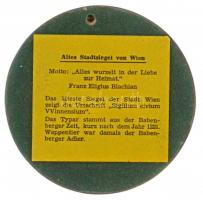 Altes Stadtsiegel von Wien
Motto: „Alles wurzelt in der Liebe
zur Heimat."
Franz Eligius Blachian
Das älteste Siegel der Stadt Wien
zeigt die Umschrift "Sigillum civium
VVinnensium".
Das Typar stammt aus der Baben-
berger Zeit, kurz nach dem Jahr 1221.
Wappentier war damals der Baben-
berger Adler.